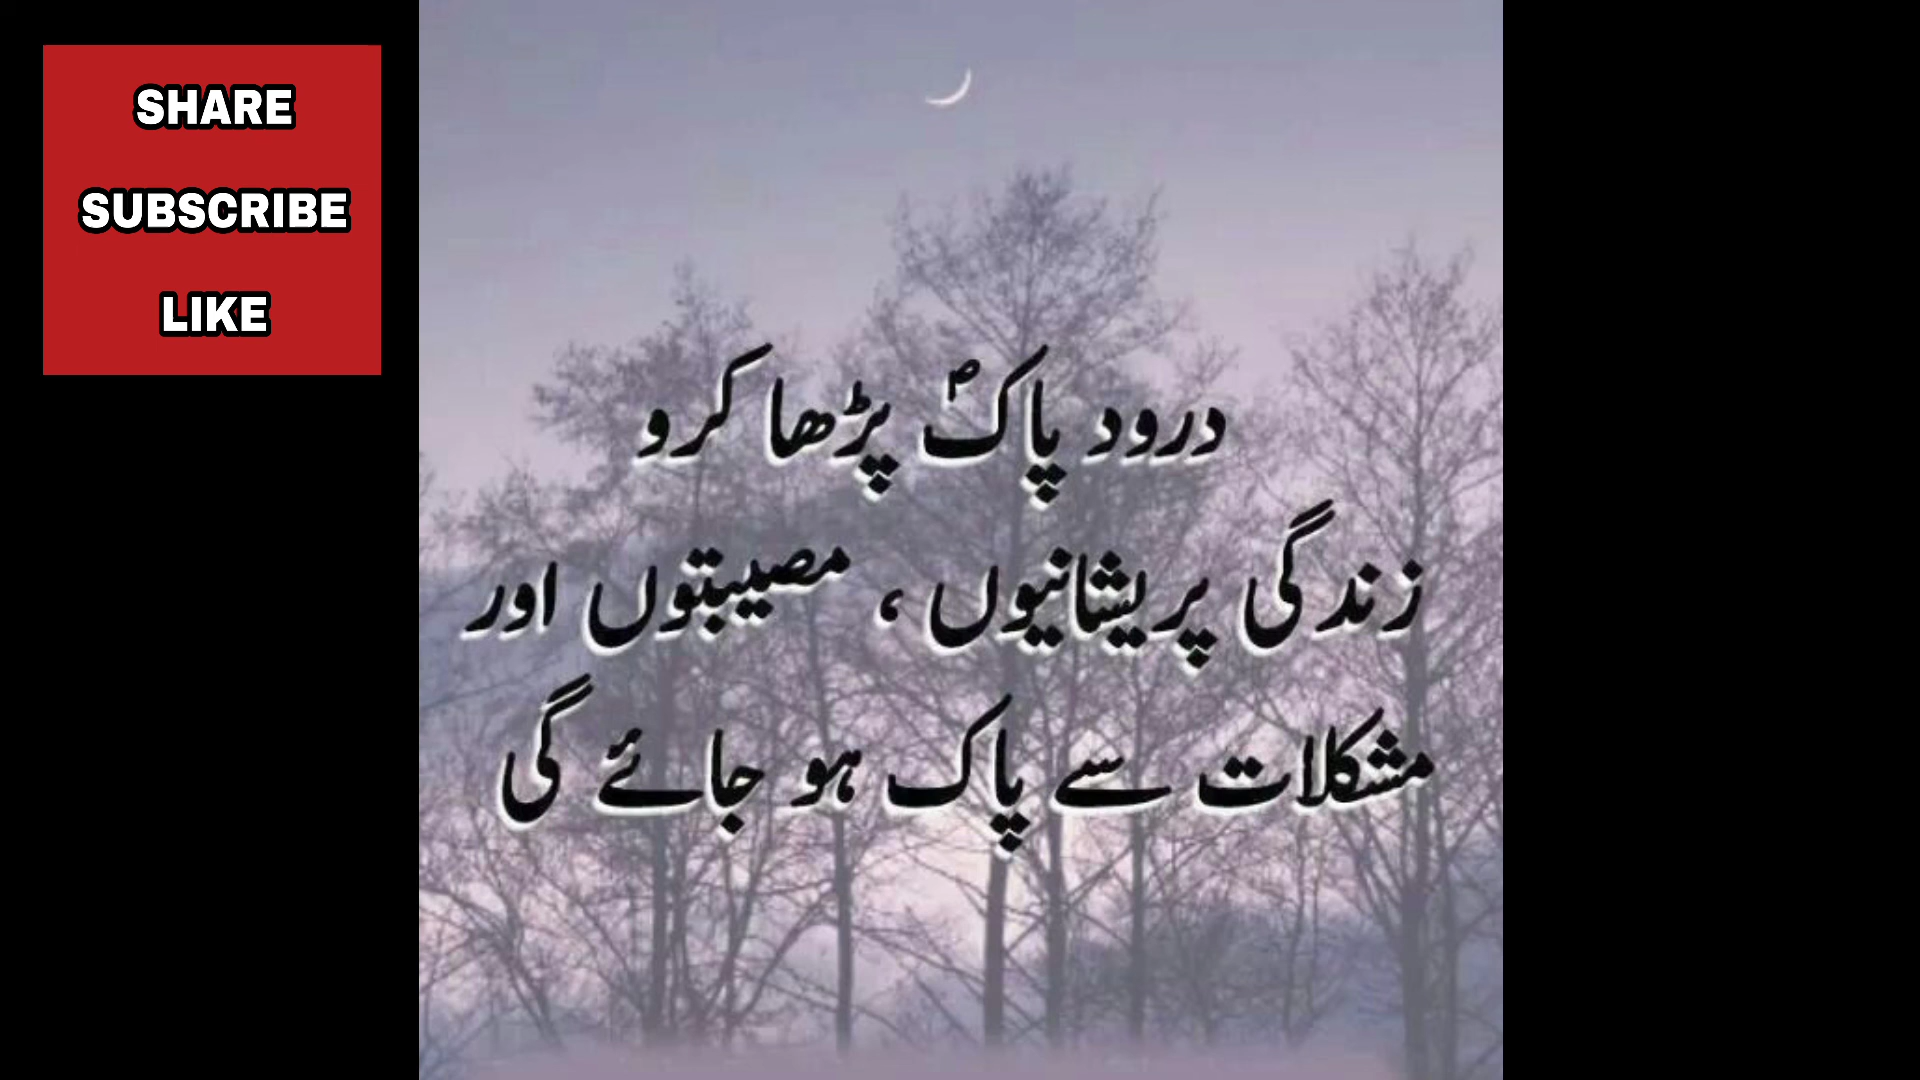 SHARE
SUBSCRIBE
LIKE
درود پاکؐ پڑھا کرو
زندگی پریشانیوں ، مصیبتوں اور
مشکلات سے پاک ہو جائے گی